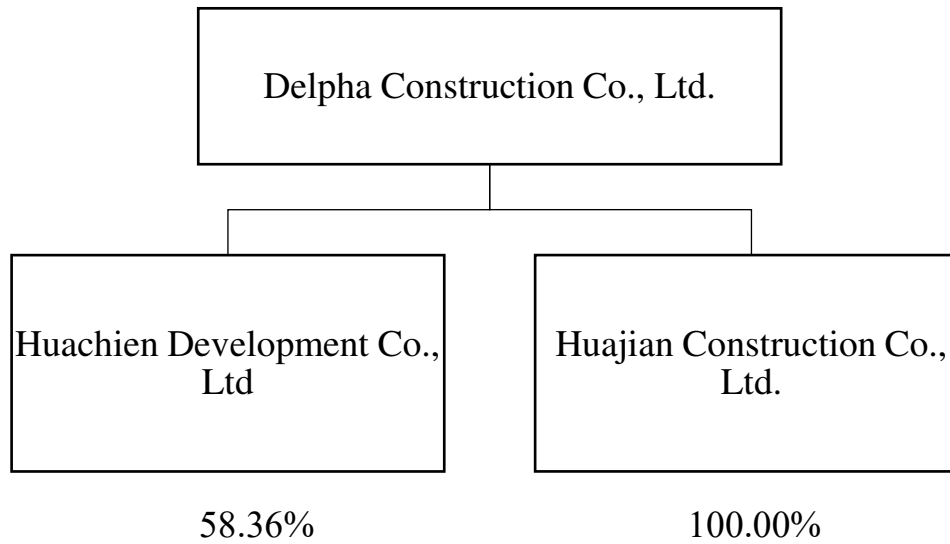 Delpha Construction Co., Ltd.
Huachien Development Co.,
Ltd
Huajian Construction Co.,
Ltd.
58.36%
100.00%